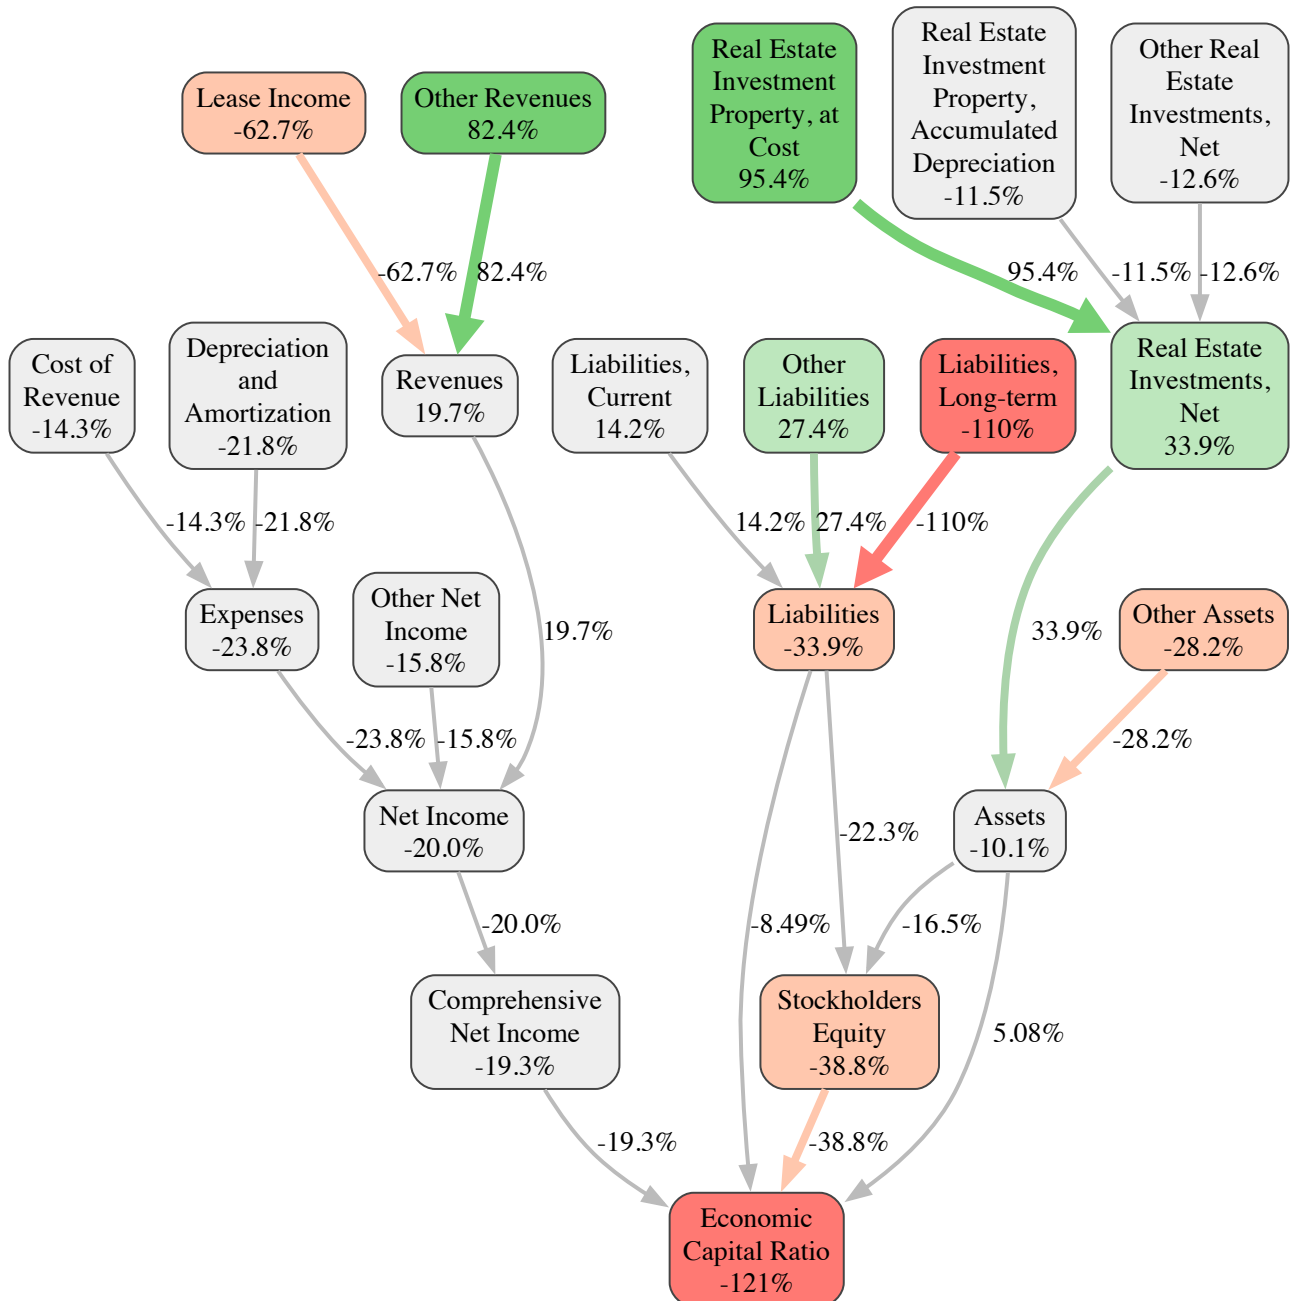 Real Estate
Investment
Property, at
Cost
95.4%
Real Estate
Investment
Property,
Accumulated
Depreciation
-11.5%
Other Real
Estate
Investments,
Net
-12.6%
Lease Income
-62.7%
Other Revenues
82.4%
-62.7%
82.4%
95.4%
-11.5%
-12.6%
Cost of
Revenue
-14.3%
Depreciation
and
Amortization
-21.8%
Revenues
19.7%
Liabilities,
Current
14.2%
Other
Liabilities
27.4%
Liabilities,
Long-term
-110%
Real Estate
Investments,
Net
33.9%
-14.3%
-21.8%
14.2%
27.4%
-110%
Expenses
-23.8%
Other Net
Income
-15.8%
19.7%
Liabilities
-33.9%
33.9%
Other Assets
-28.2%
-23.8%
-15.8%
-28.2%
Net Income
-20.0%
-22.3%
Assets
-10.1%
-20.0%
-8.49%
-16.5%
Comprehensive
Net Income
-19.3%
Stockholders
Equity
-38.8%
5.08%
-19.3%
-38.8%
Economic
Capital Ratio
-121%